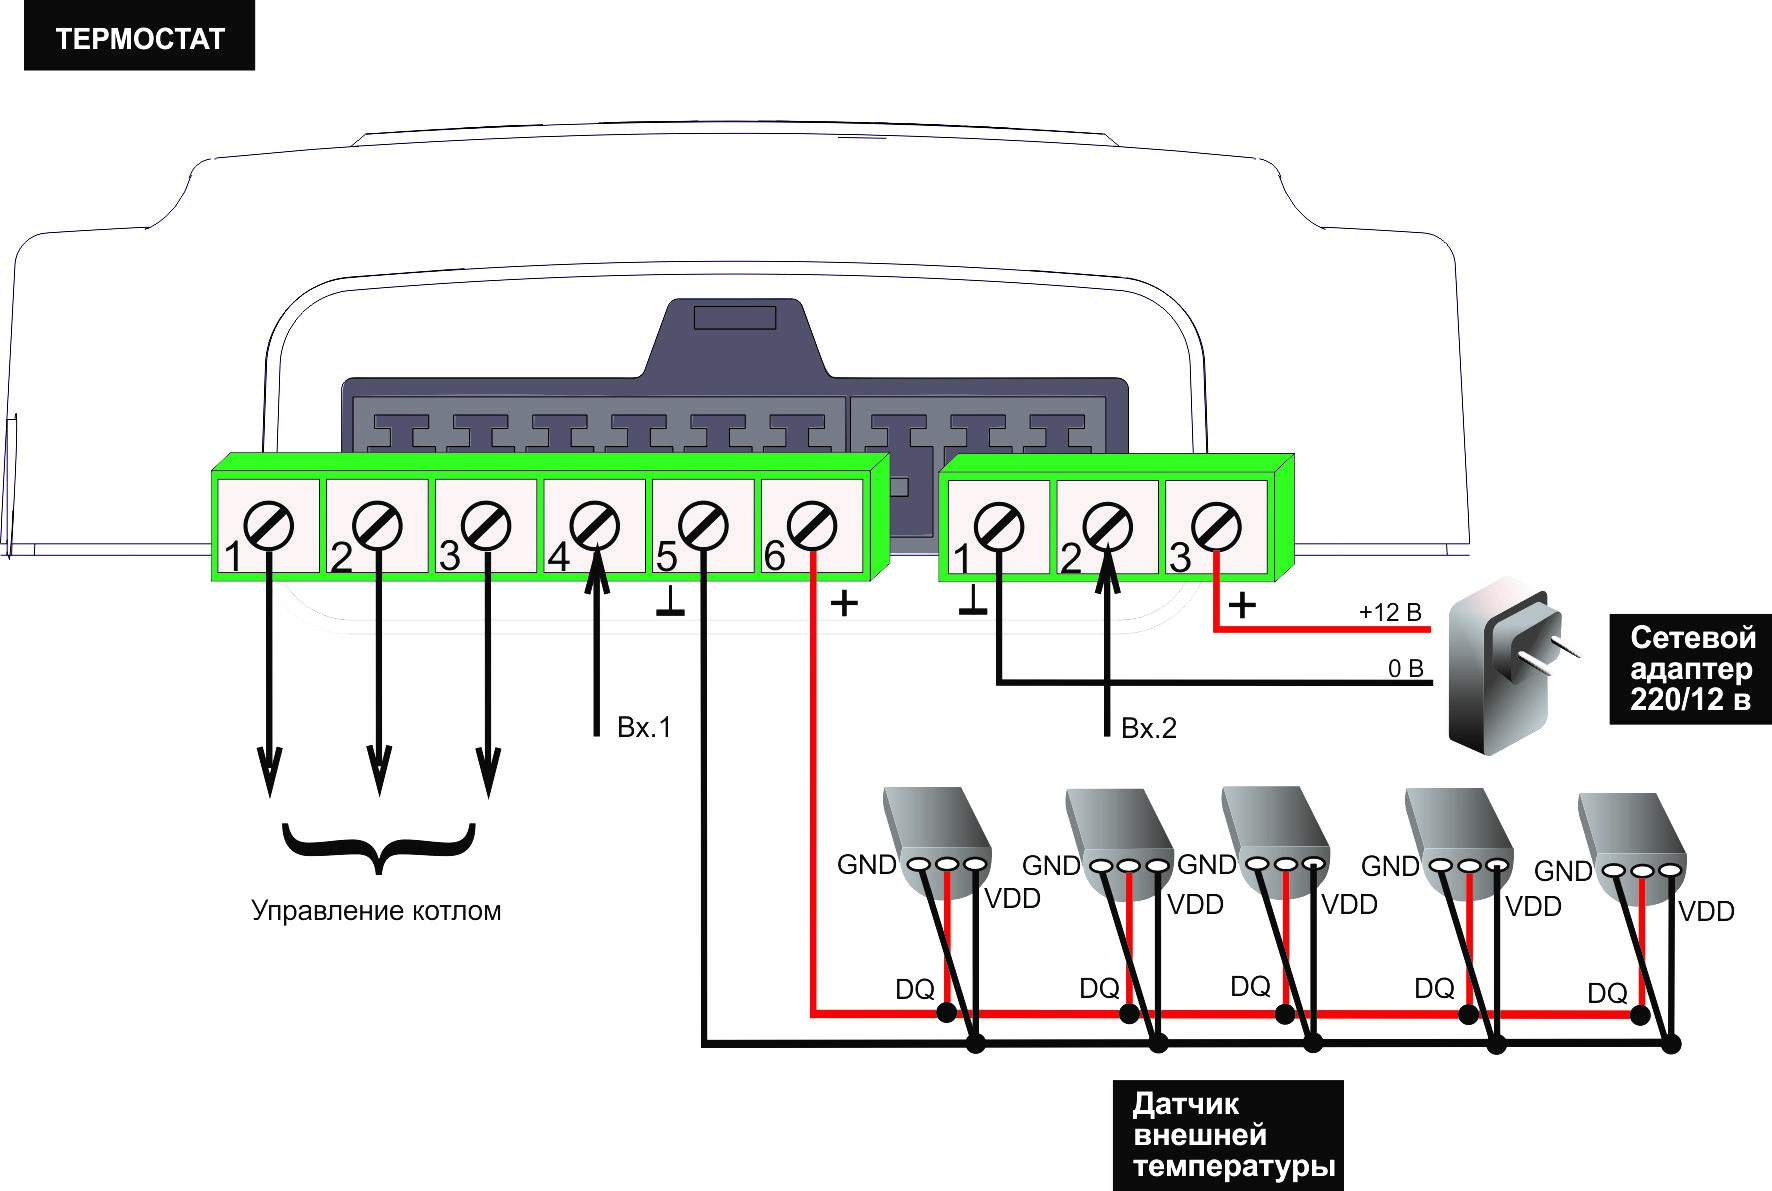 ТЕРМОСТАТ
1 2 3 4 5 6
1 2 3
+
+
+12 В
0 В
Сетевой
адаптер
220/12 в
Вх.1
Вх.2
Управление котлом
GND GND GND GND GND
VDD VDD VDD VDD VDD
DQ DQ DQ DQ DQ
Датчик
внешней
температуры